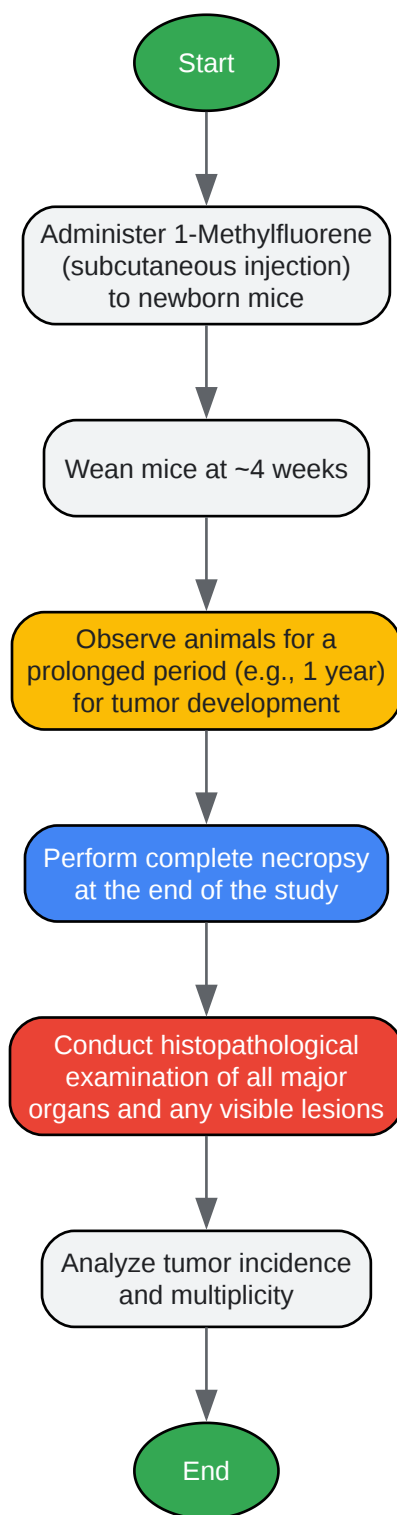 Start
Administer 1-Methylfluorene
(subcutaneous injection)
to newborn mice
Wean mice at ~4 weeks
Observe animals for a
prolonged period (e.g., 1 year)
for tumor development
Perform complete necropsy
at the end of the study
Conduct histopathological
examination of all major
organs and any visible lesions
Analyze tumor incidence
and multiplicity
End